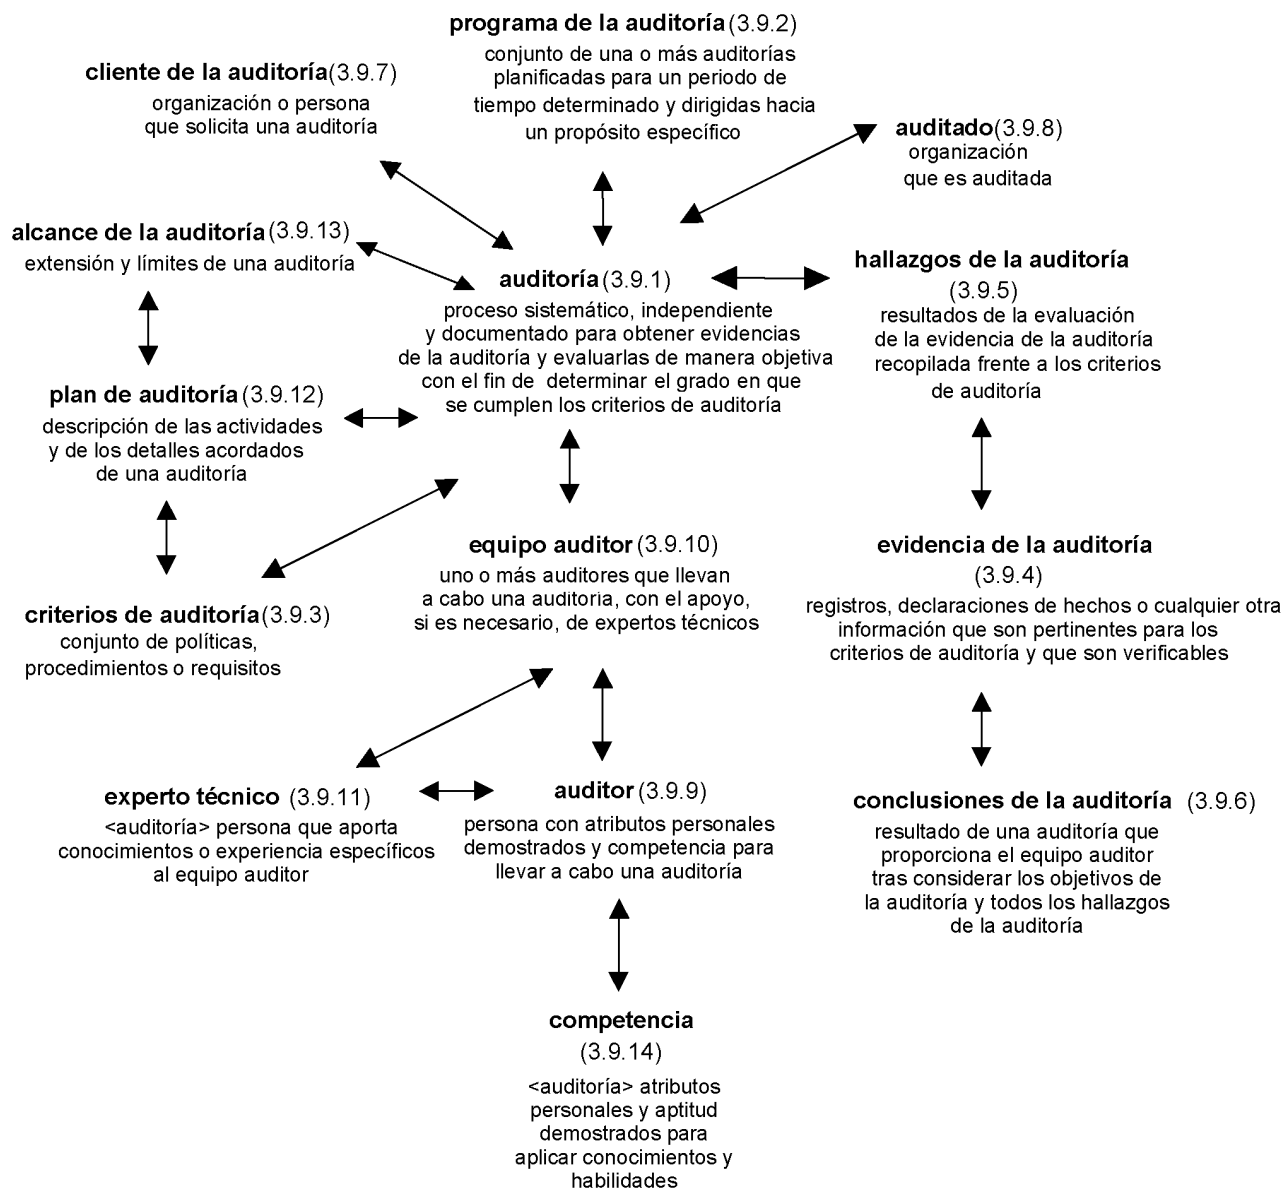 programa de la auditoría (3.9.2)
conjunto de una o más auditorías
planificadas para un periodo de
tiempo determinado y dirigidas hacia
un propósito específico
cliente de la auditoría(3.9.7)
organización o persona
que solicita una auditoría
auditado(3.9.8)
organización
que es auditada
alcance de la auditoría (3.9.13)
extensión y límites de una auditoría
auditoría (3.9.1)
proceso sistemático, independiente
y documentado para obtener evidencias
de la auditoría y evaluarlas de manera objetiva
con el fin de determinar el grado en que
se cumplen los criterios de auditoría
hallazgos de la auditoría
(3.9.5)
resultados de la evaluación
de la evidencia de la auditoría
recopilada frente a los criterios
de auditoría
plan de auditoría (3.9.12)
descripción de las actividades
y de los detalles acordados
de una auditoría
equipo auditor (3.9.10)
uno o más auditores que llevan
a cabo una auditoría, con el apoyo,
si es necesario, de expertos técnicos
evidencia de la auditoría
(3.9.4)
registros, declaraciones de hechos o cualquier otra
información que son pertinentes para los
criterios de auditoría y que son verificables
criterios de auditoría (3.9.3)
conjunto de políticas,
procedimientos o requisitos
experto técnico (3.9.11)
<auditoría> persona que aporta
conocimientos o experiencia específicos
al equipo auditor
auditor (3.9.9)
persona con atributos personales
demostrados y competencia para
llevar a cabo una auditoría
conclusiones de la auditoría (3.9.6)
resultado de una auditoría que
proporciona el equipo auditor
tras considerar los objetivos de
la auditoría y todos los hallazgos
de la auditoría
competencia
(3.9.14)
<auditoría> atributos
personales y aptitud
demostrados para
aplicar conocimientos y
habilidades